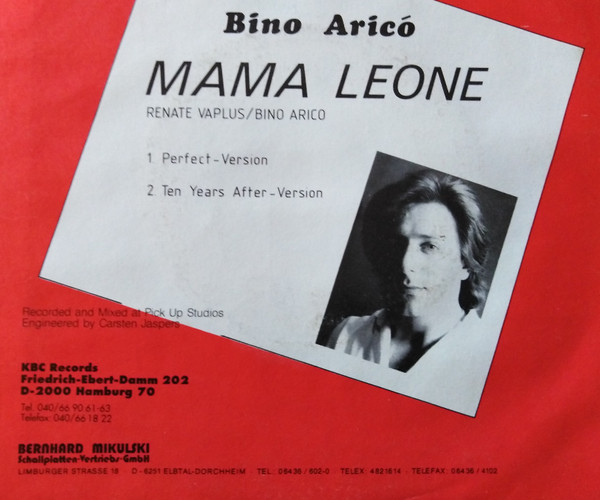 Bino Aricó
MAMA LEONE
RENATE VAPLUS/BINO ARICO
1. Perfect-Version
2. Ten Years After-Version
Recorded and Mixed at Pick Up Studios
Engineered by Carsten Jaspers
KBC Records
Friedrich-Ebert-Damm 202
D-2000 Hamburg 70
Tel. 040/66 90 61-63
Telefax: 040/66 18 22
BERNHARD MIKULSKI
Schallplatten-Vertriebs-GmbH
LIMBURGER STRASSE 18 D-6251 ELBTAL-DORCHHEIM TEL.: 06436 / 602-0 TELEX 4821614 TELEFAX: 06436 / 4102